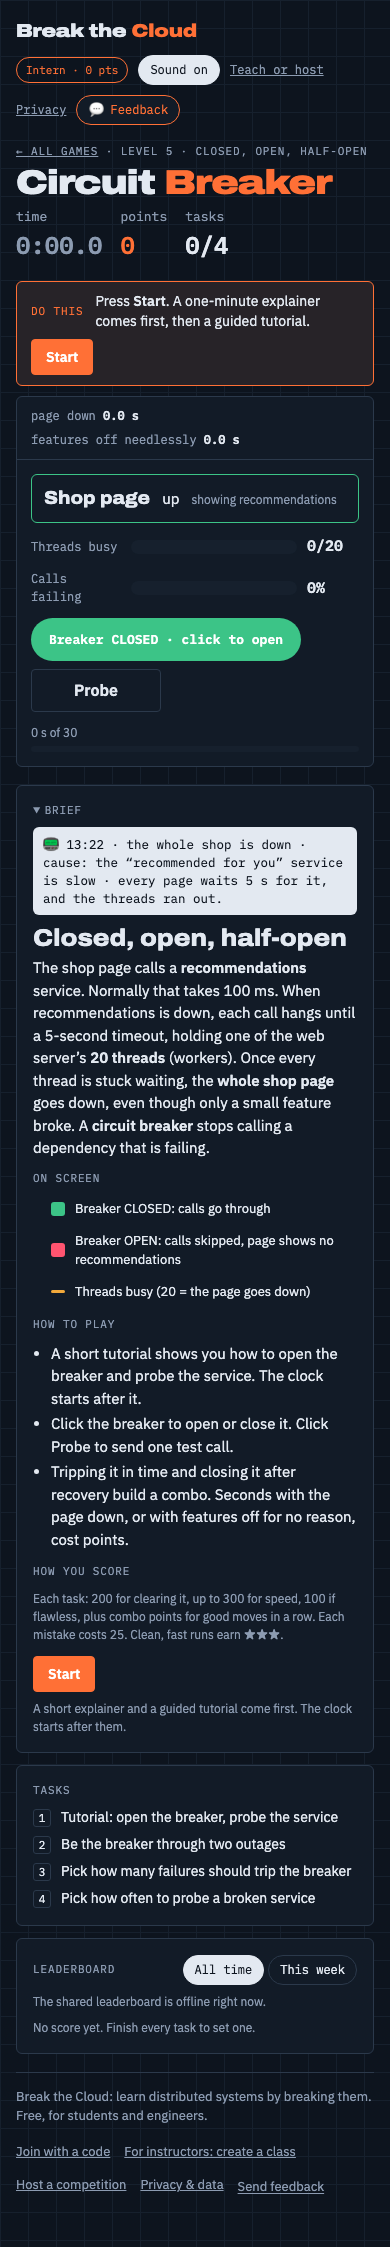 Break the Cloud
Intern · 0 pts
Sound on
Teach or host
Privacy
💬 Feedback
← ALL GAMES · LEVEL 5 · CLOSED, OPEN, HALF-OPEN
Circuit Breaker
time points tasks
0:00.0 0 0/4
DO THIS
Press Start. A one-minute explainer
comes first, then a guided tutorial.
Start
page down 0.0 s
features off needlessly 0.0 s
Shop page up showing recommendations
Threads busy 0/20
Calls
failing
0%
Breaker CLOSED · click to open
Probe
0 s of 30
▼ BRIEF
📟 13:22 · the whole shop is down ·
cause: the “recommended for you” service
is slow · every page waits 5 s for it,
and the threads ran out.
Closed, open, half-open
The shop page calls a recommendations
service. Normally that takes 100 ms. When
recommendations is down, each call hangs until
a 5-second timeout, holding one of the web
server’s 20 threads (workers). Once every
thread is stuck waiting, the whole shop page
goes down, even though only a small feature
broke. A circuit breaker stops calling a
dependency that is failing.
ON SCREEN
Breaker CLOSED: calls go through
Breaker OPEN: calls skipped, page shows no
recommendations
Threads busy (20 = the page goes down)
HOW TO PLAY
• A short tutorial shows you how to open the
breaker and probe the service. The clock
starts after it.
• Click the breaker to open or close it. Click
Probe to send one test call.
• Tripping it in time and closing it after
recovery build a combo. Seconds with the
page down, or with features off for no reason,
cost points.
HOW YOU SCORE
Each task: 200 for clearing it, up to 300 for speed, 100 if
flawless, plus combo points for good moves in a row. Each
mistake costs 25. Clean, fast runs earn ★★★.
Start
A short explainer and a guided tutorial come first. The clock
starts after them.
TASKS
1 Tutorial: open the breaker, probe the service
2 Be the breaker through two outages
3 Pick how many failures should trip the breaker
4 Pick how often to probe a broken service
LEADERBOARD
All time
This week
The shared leaderboard is offline right now.
No score yet. Finish every task to set one.
Break the Cloud: learn distributed systems by breaking them.
Free, for students and engineers.
Join with a code For instructors: create a class
Host a competition Privacy & data Send feedback